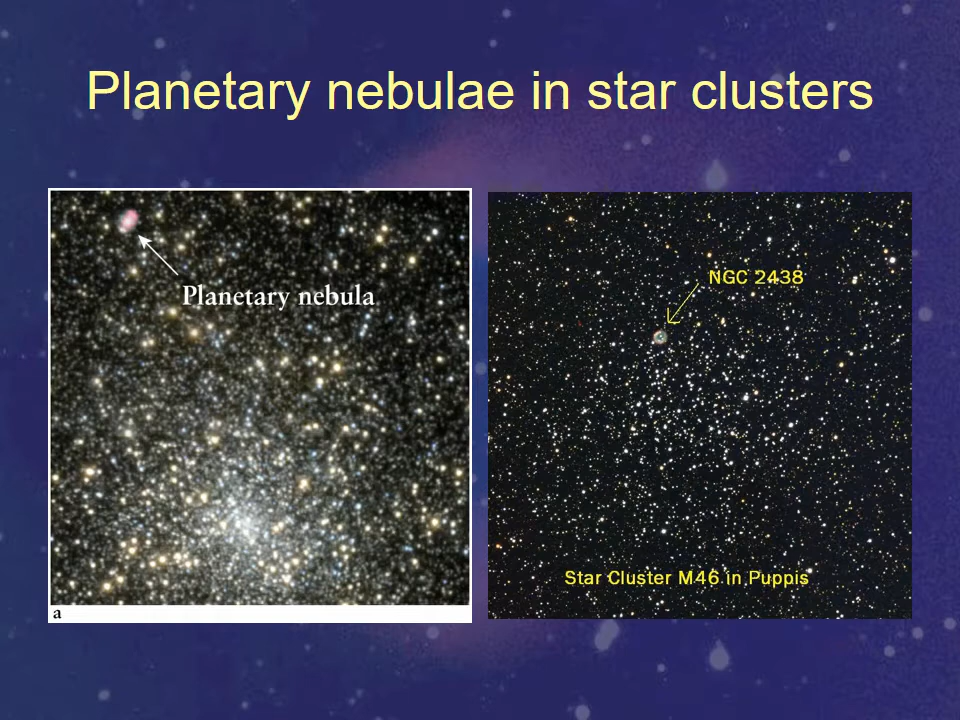 Planetary nebulae in star clusters
Planetary nebula
a
NGC 2438
Star Cluster M46 in Puppis